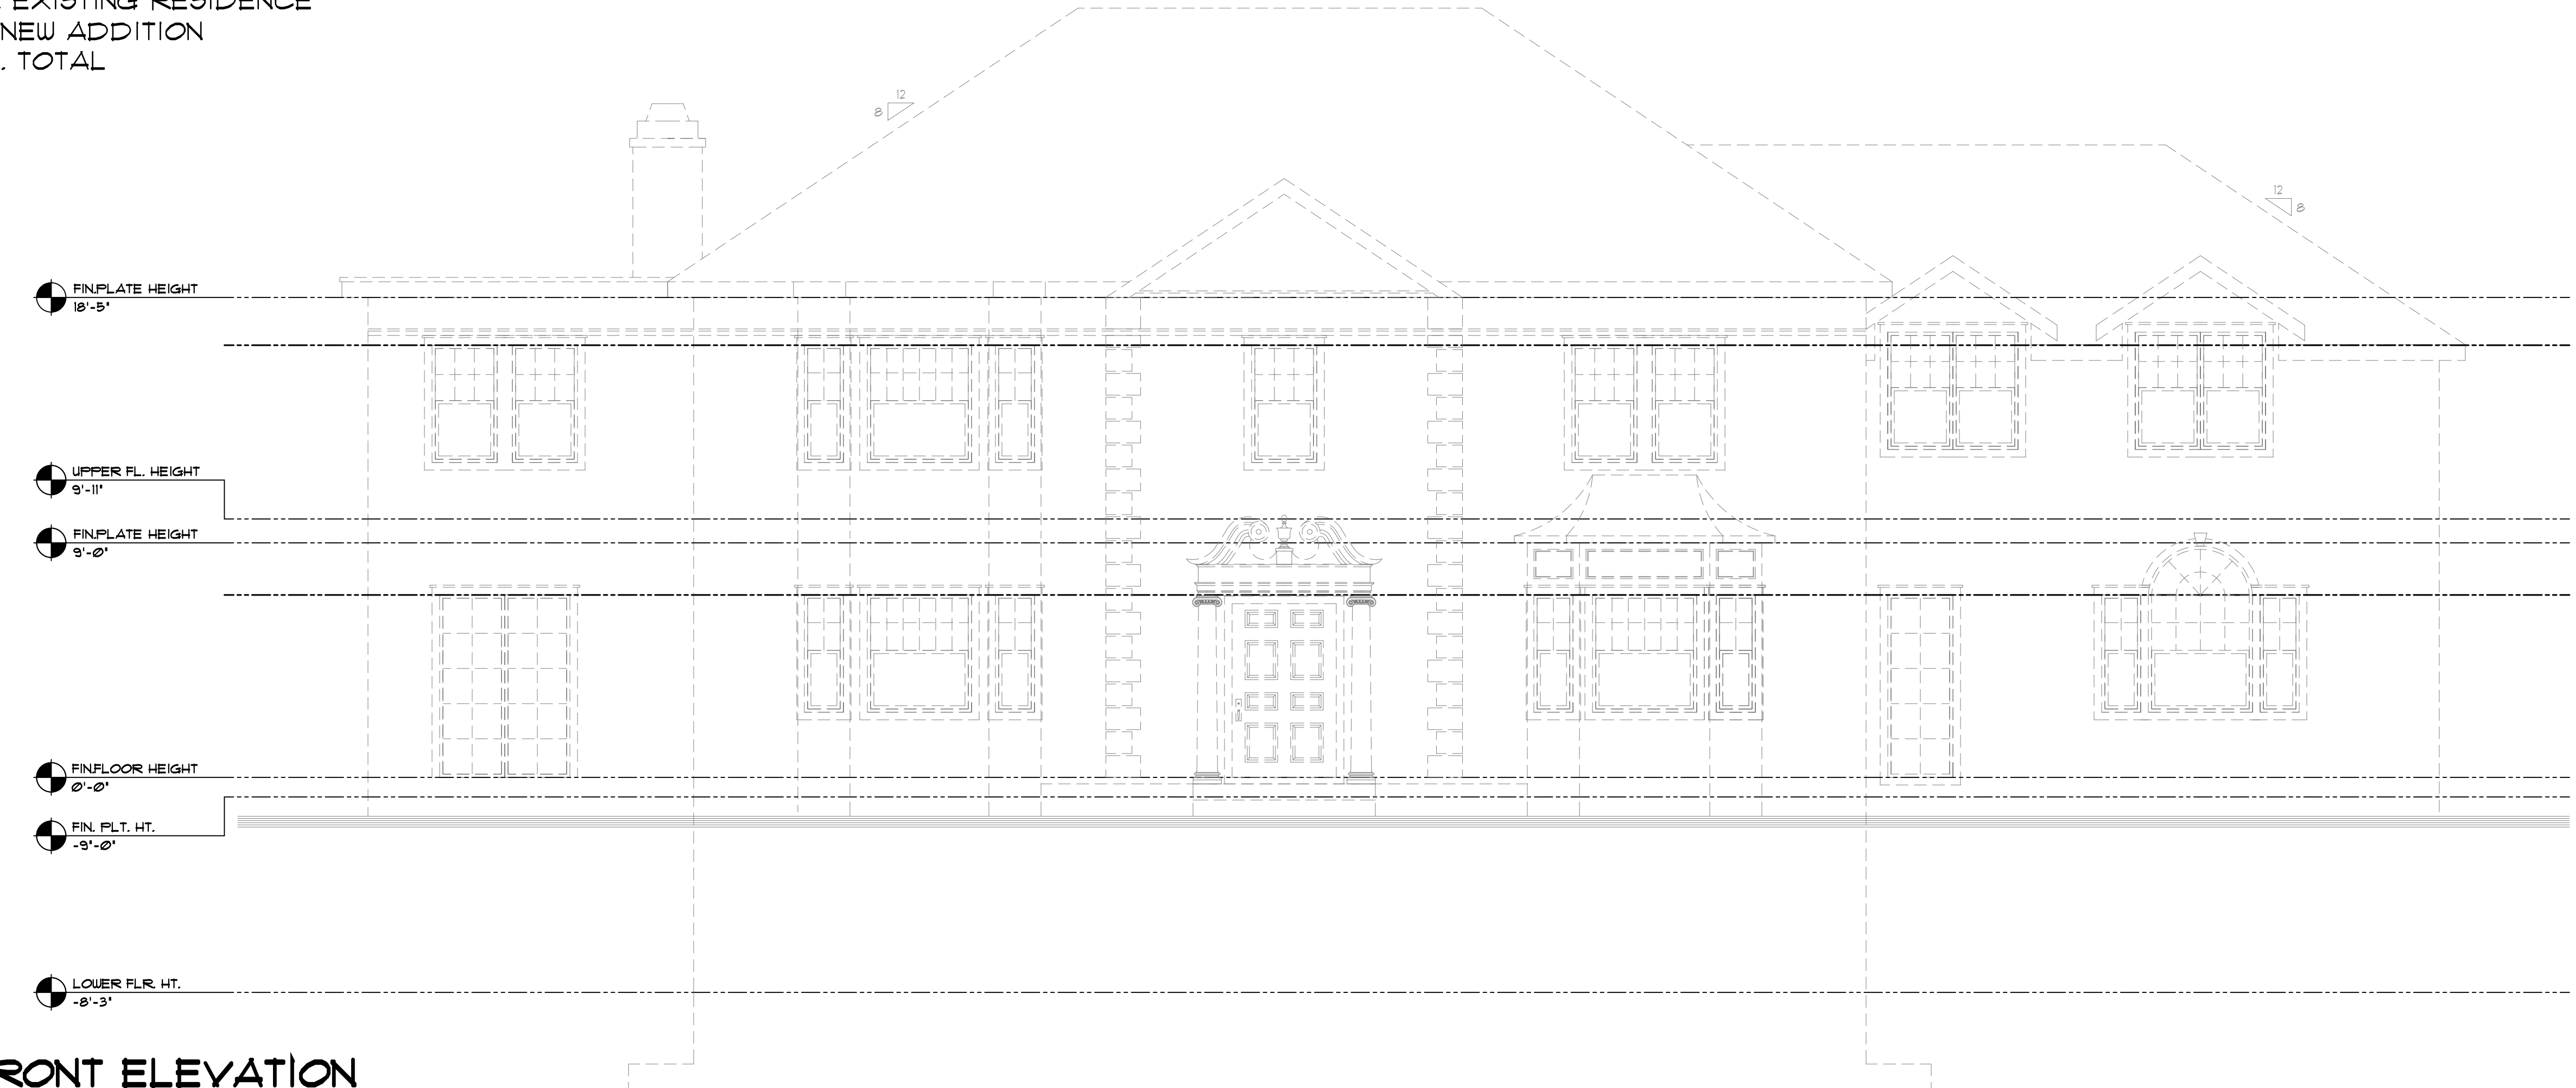 EXISTING RESIDENCE
NEW ADDITION
. TOTAL
12
8
12
8
FIN.PLATE HEIGHT
18'-5"
UPPER FL. HEIGHT
9'-11"
FIN.PLATE HEIGHT
9'-0"
FIN.FLOOR HEIGHT
0'-0"
FIN. PLT. HT.
-9'-0"
LOWER FLR. HT.
-8'-3"
RONT ELEVATION